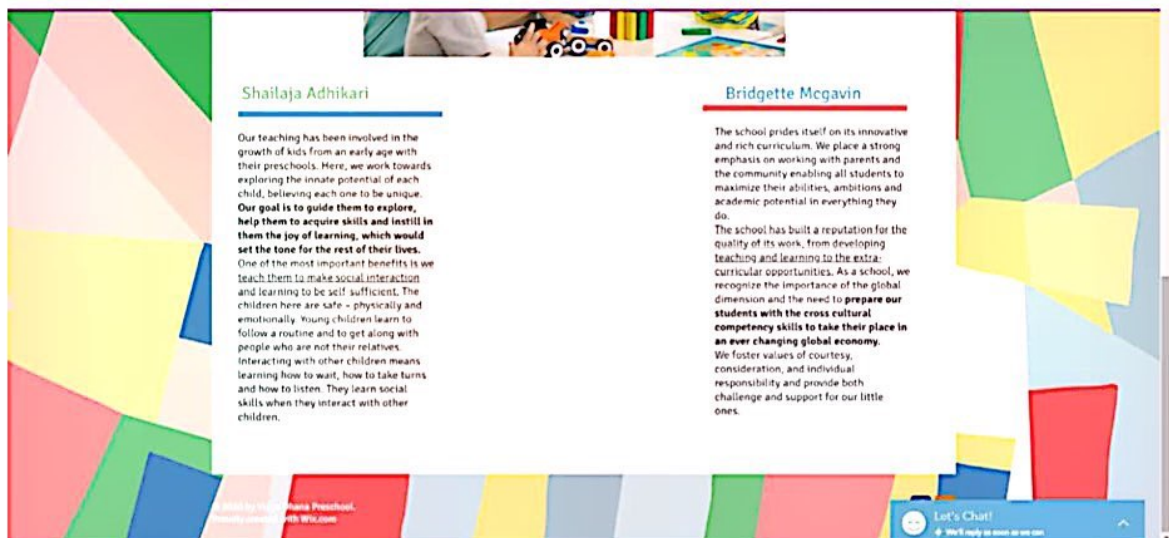 Shailaja Adhikari
Our teaching has been involved in the
growth of kids from an early age with
their preschools. Here, we work towards
exploring the innate potential of each
child, believing each one to be unique.
Our goal is to guide them to explore,
help them to acquire skills and instill in
them the joy of learning, which would
set the tone for the rest of their lives.
One of the most important benefits is we
teach them to make social interaction
and learning to be self sufficient. The
children here are safe - physically and
emotionally. Young children learn to
follow a routine and to get along with
people who are not their relatives.
Interacting with other children means
learning how to wait, how to take turns
and how to listen. They learn social
skills when they interact with other
children.
Bridgette Mcgavin
The school prides itself on its innovative
and rich curriculum. We place a strong
emphasis on working with parents and
the community enabling all students to
maximize their abilities, ambitions and
academic potential in everything they
do.
The school has built a reputation for the
quality of its work, from developing
teaching and learning to the extra-
curricular opportunities. As a school, we
recognize the importance of the global
dimension and the need to prepare our
students with the cross cultural
competency skills to take their place in
an ever changing global economy.
We foster values of courtesy,
consideration, and individual
responsibility and provide both
challenge and support for our little
ones.
by Preschool.
with Wix.com
Let's Chat!
We'll reply as soon as we can